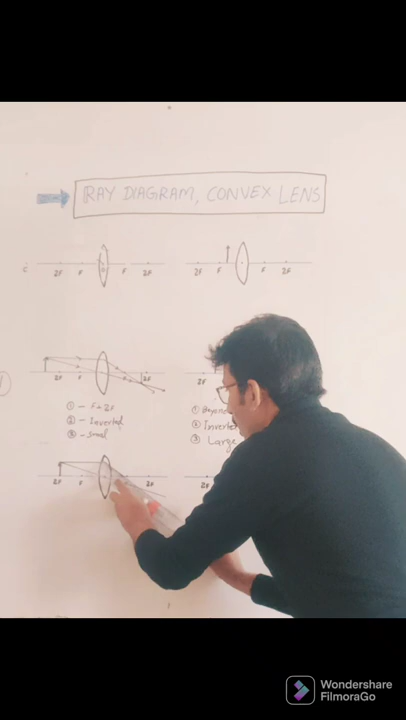 RAY DIAGRAM, CONVEX LENS
C 2F F F 2F
2F F F 2F
2F F F 2F
① - F & 2F
② - Inverted
③ - Small
2F
① Beyond
② Inverted
③ Large
2F F F 2F
2F
Wondershare
FilmoraGo